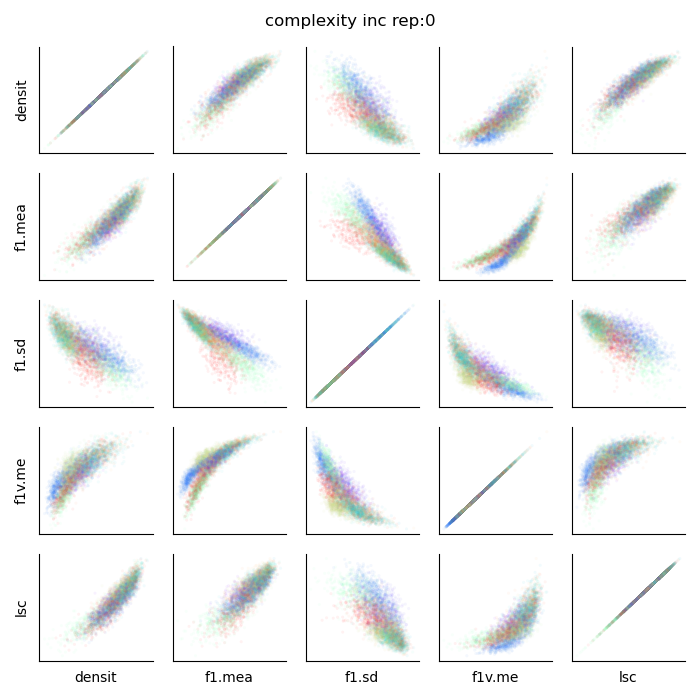 complexity inc rep:0
densit
f1.mea
f1.sd
f1v.me
lsc
densit
f1.mea
f1.sd
f1v.me
lsc